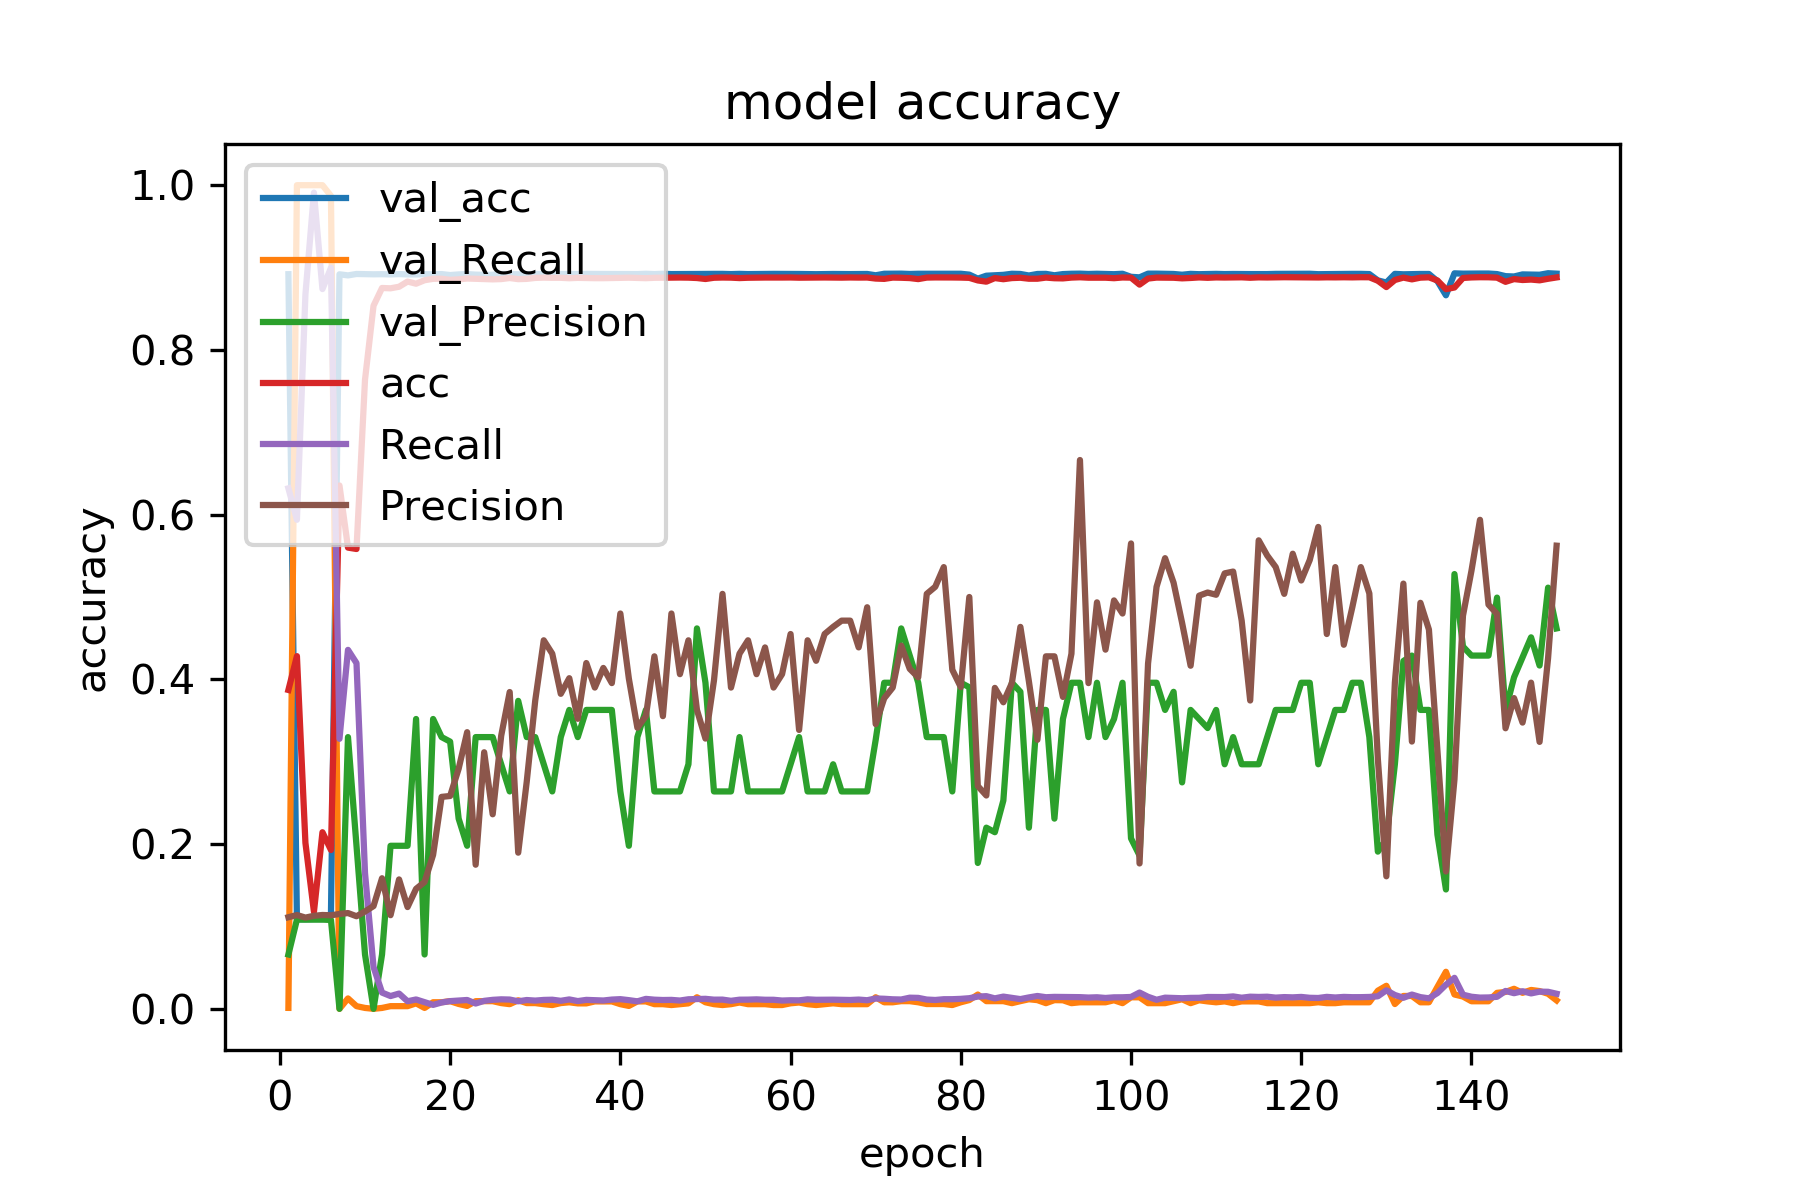 model accuracy
1.0
0.8
0.6
0.4
0.2
0.0
accuracy
val_acc
val_Recall
val_Precision
acc
Recall
Precision
0 20 40 60 80 100 120 140
epoch